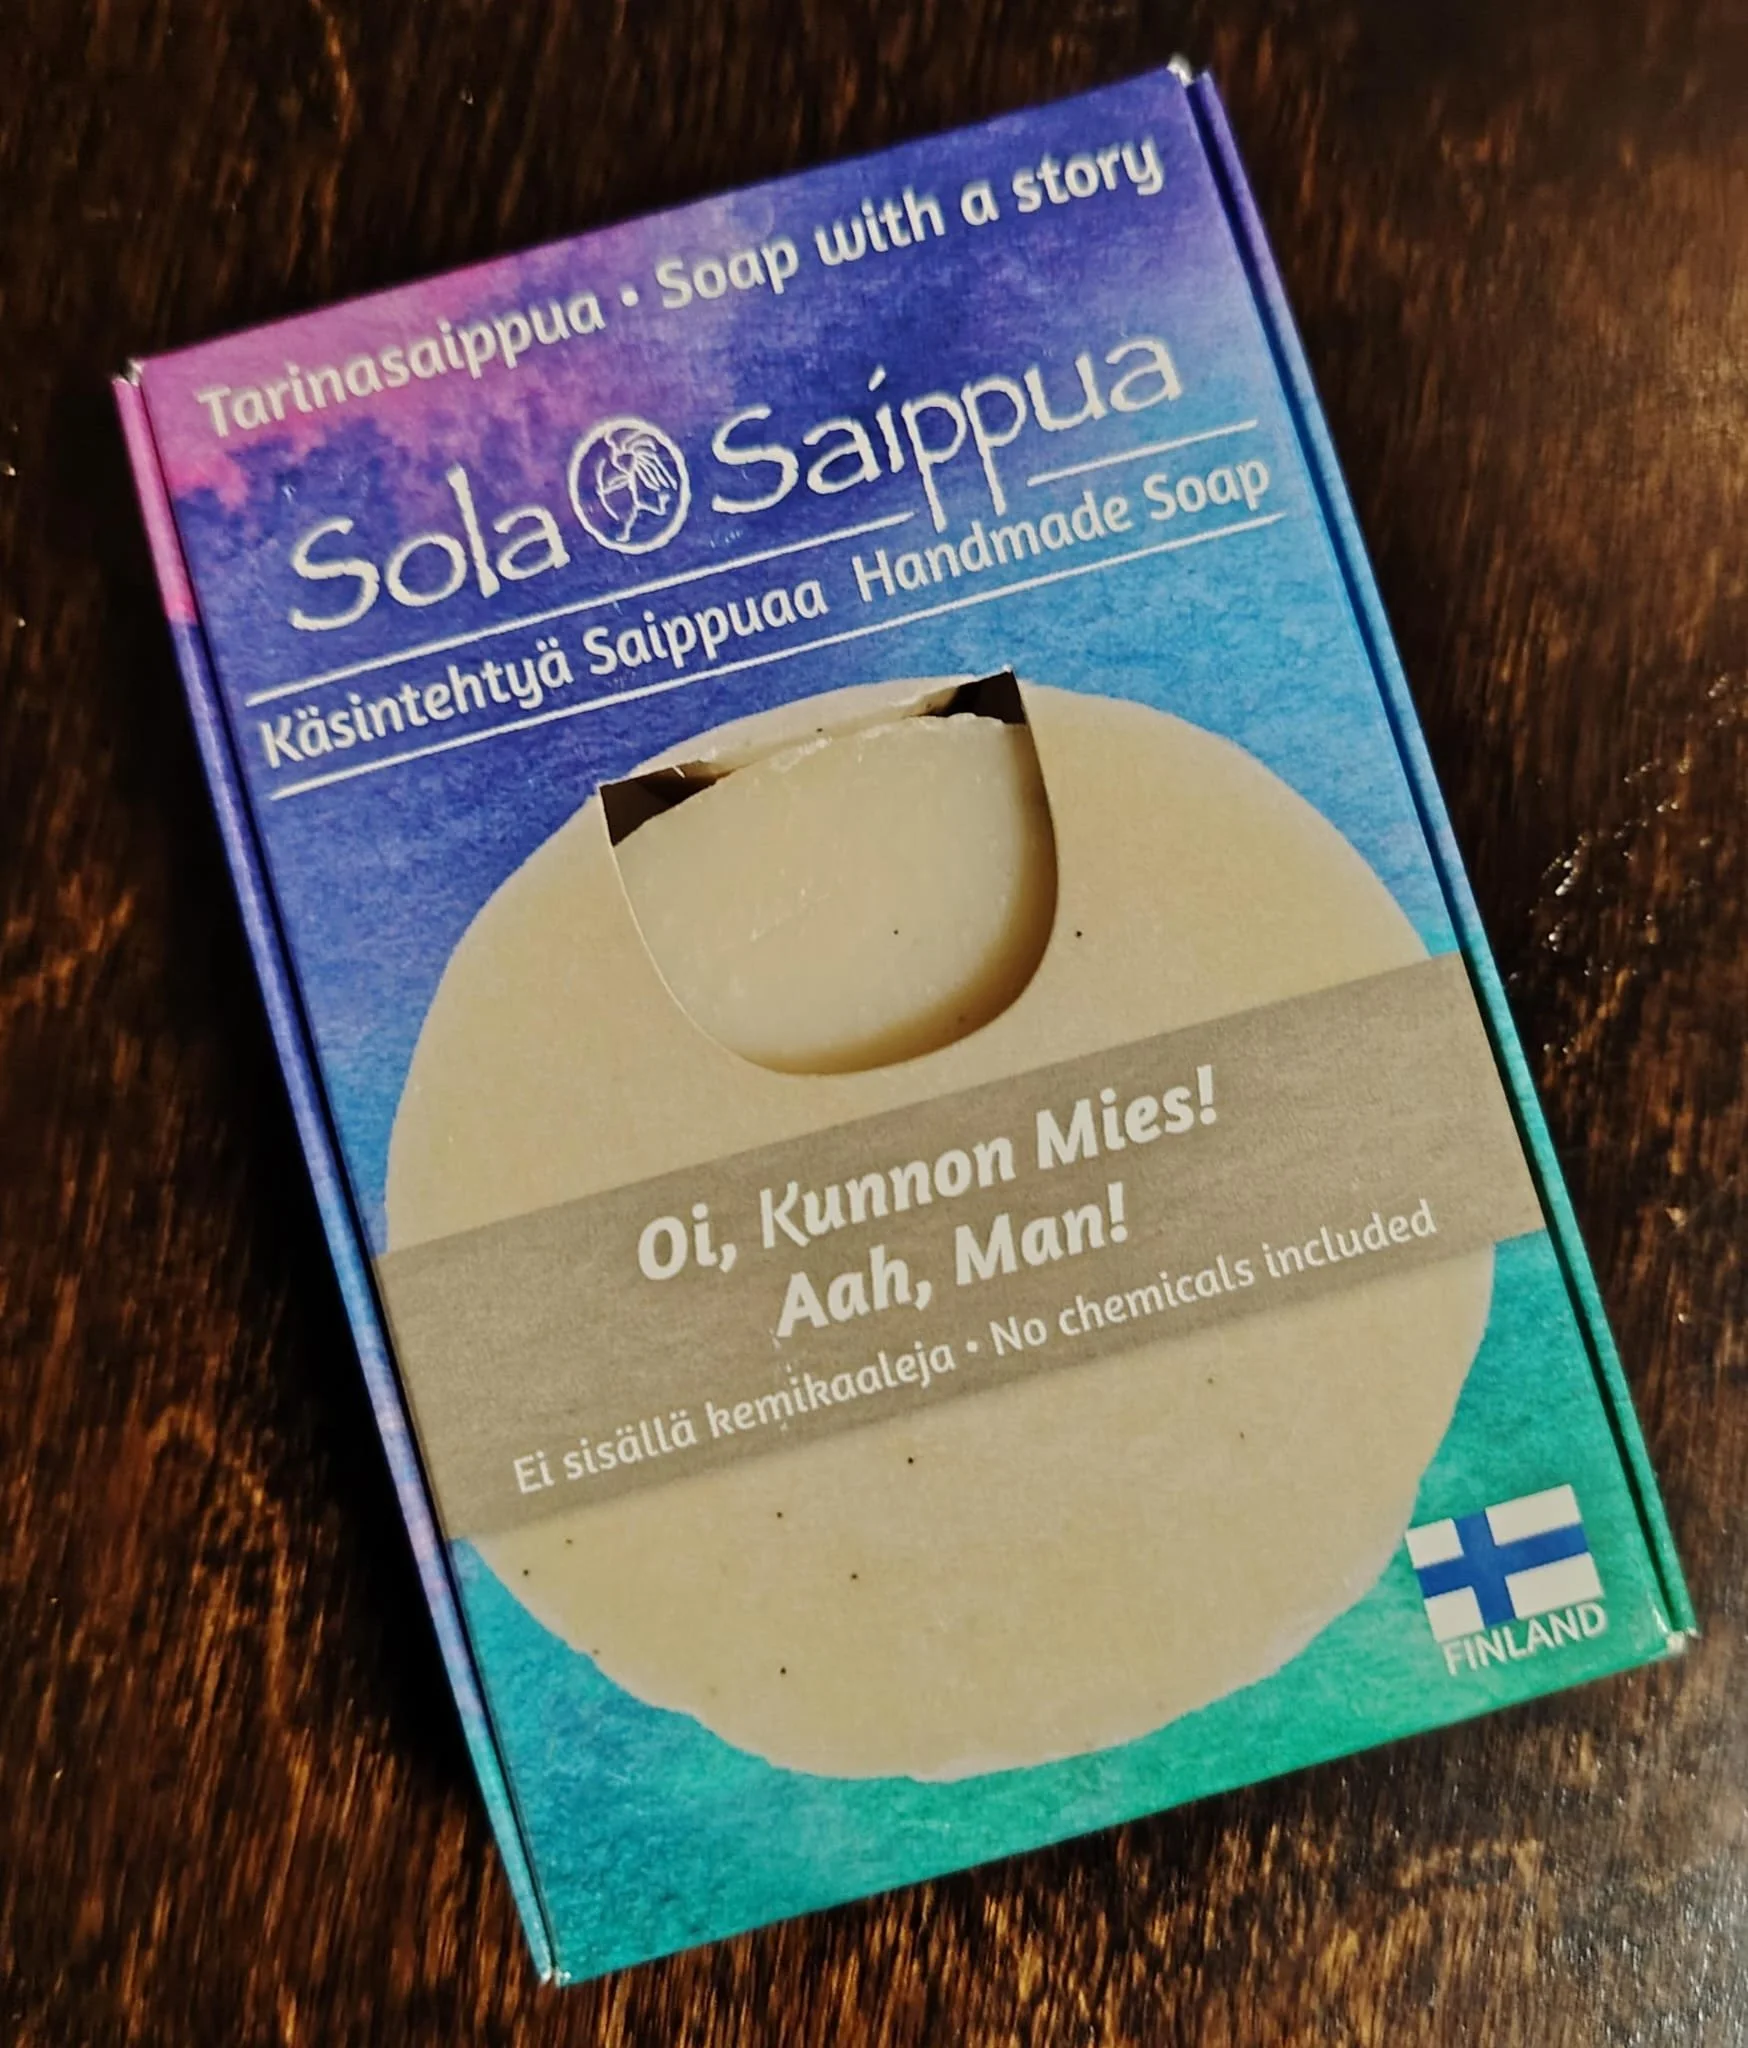 Tarinasaippua • Soap with a story
Sola Saippua
Käsintehtyä Saippuaa Handmade Soap
Oi, Kunnon Mies!
Aah, Man!
Ei sisällä kemikaaleja • No chemicals included
FINLAND